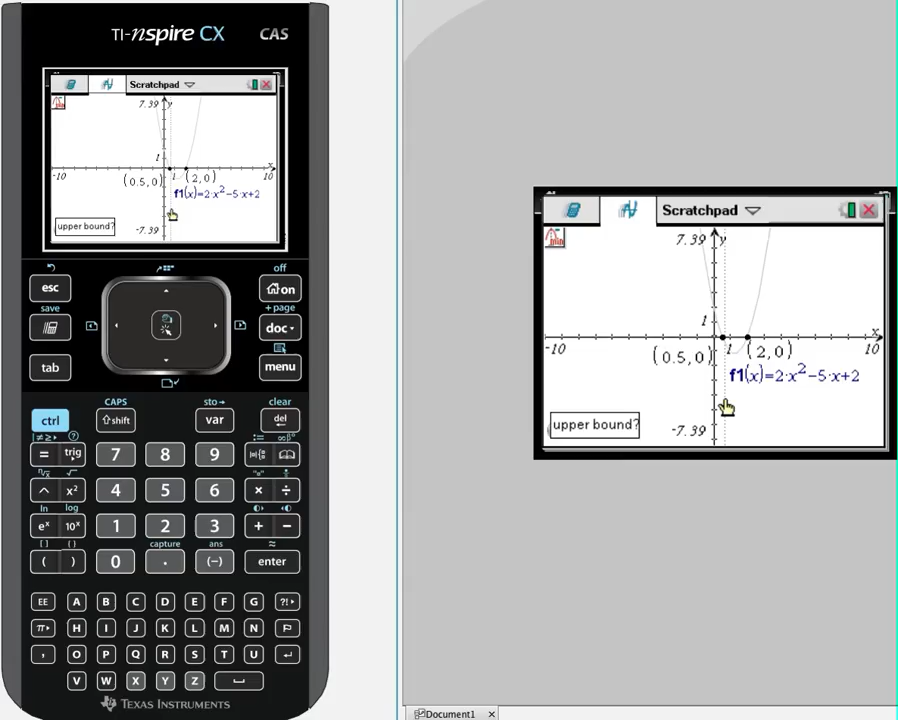 TI-nspire CX CAS
Scratchpad
7.39 y
1
x
-10 10
(0.5,0) 1 (2,0)
f1(x)=2·x²−5·x+2
upper bound?
-7.39
off
esc on
save + page
doc
tab menu
CAPS sto→ clear
ctrl shift var del
= trig 7 8 9
^ x² 4 5 6 × ÷
ln log
eˣ 10ˣ 1 2 3 + −
[ ] { } capture ans ≈
( ) 0 . (−) enter
EE A B C D E F G ?!▸
π▸ H I J K L M N
, O P Q R S T U
V W X Y Z
TEXAS INSTRUMENTS
Scratchpad
7.39 y
1
x
-10 10
(0.5,0) 1 (2,0)
f1(x)=2·x²−5·x+2
upper bound?
-7.39
Document1